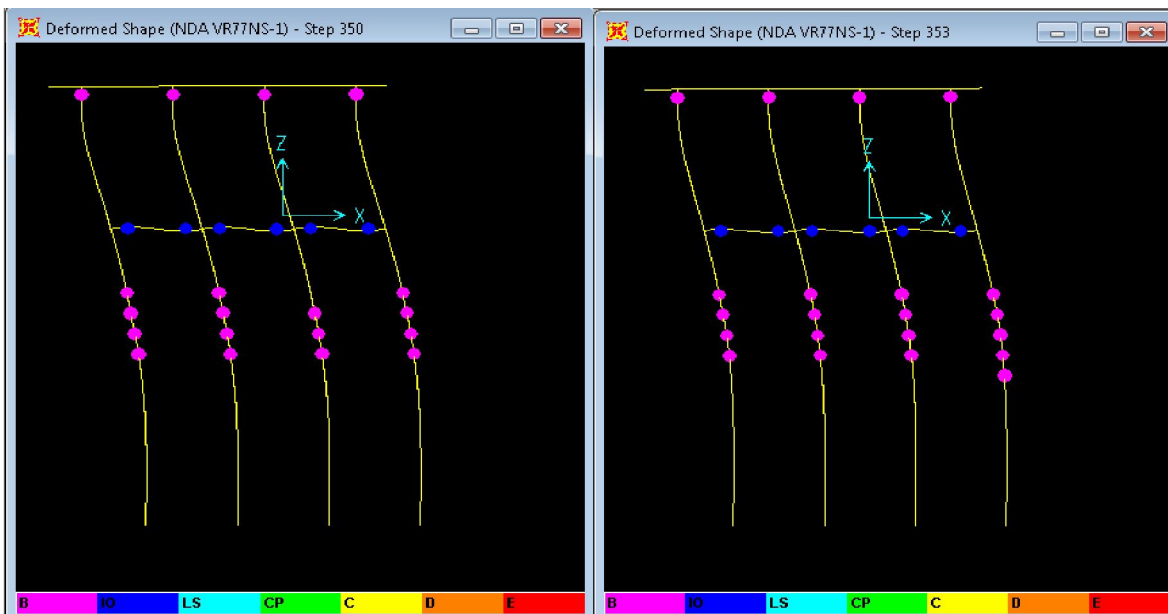 Deformed Shape (NDA VR77NS-1) - Step 350
Z
X
B IO LS CP C D E
Deformed Shape (NDA VR77NS-1) - Step 353
Z
X
B IO LS CP C D E